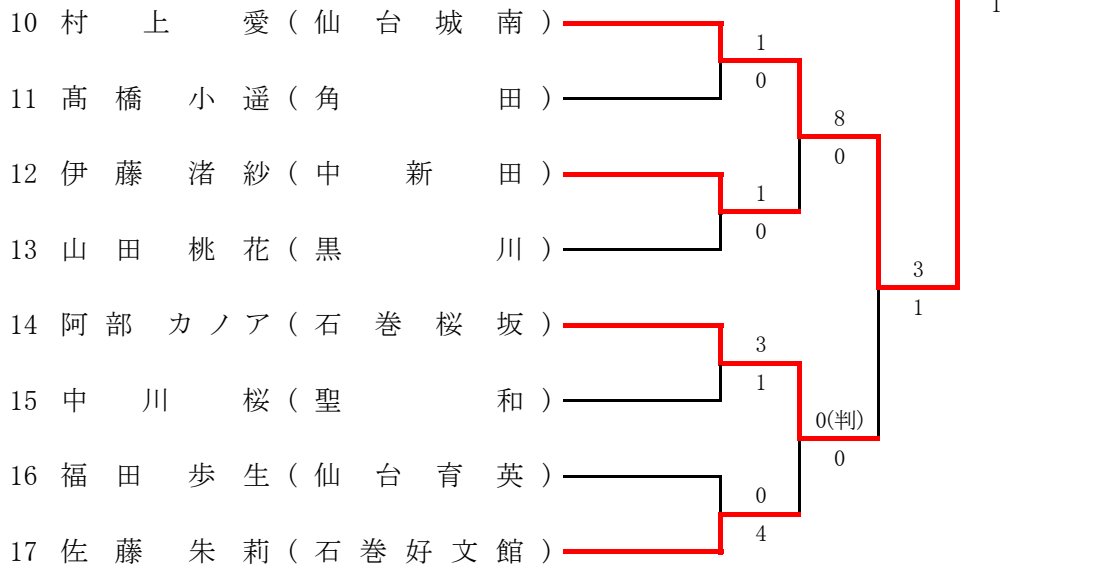 1
10 村上愛(仙台城南)
1
0
11 髙橋小遥(角田)
8
0
12 伊藤渚紗(中新田)
1
0
13 山田桃花(黒川)
3
1
14 阿部カノア(石巻桜坂)
3
1
15 中川桜(聖和)
0(判)
0
16 福田歩生(仙台育英)
0
4
17 佐藤朱莉(石巻好文館)